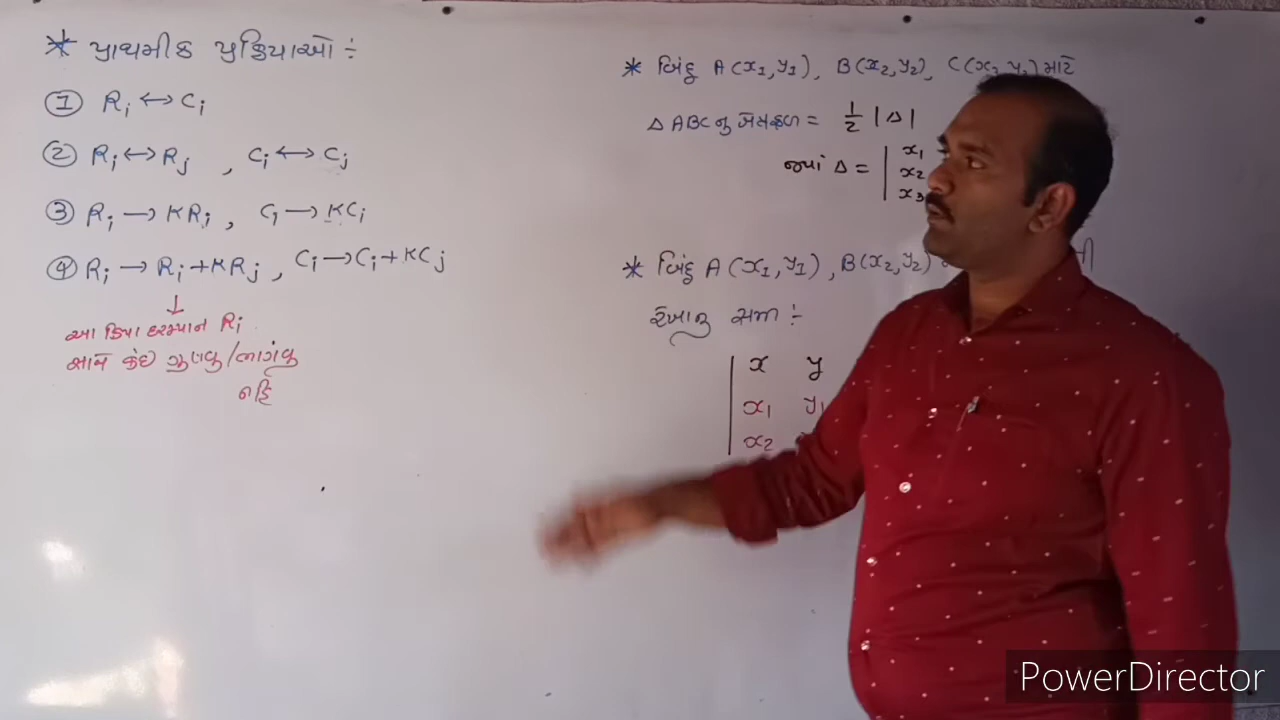 * પ્રાથમીક પ્રક્રિયાઓ ÷
① Ri ↔ Ci
② Ri ↔ Rj , Ci ↔ Cj
③ Ri → KRi , Ci → KCi
④ Ri → Ri + KRj , Ci → Ci + KCj
↓
આ ક્રિયા દરમ્યાન Ri
સાથે કંઇ ગુણવુ/ભાગવુ
નહિ
* બિંદુ A(x₁,y₁), B(x₂,y₂), C(x₃,y₃) માટે
Δ ABC નુ ક્ષેત્રફળ = 1/2 |Δ|
જ્યાં Δ = | x₁
x₂
x₃
* બિંદુ A(x₁,y₁), B(x₂,y₂)
રેખાનુ સમી ÷
| x y
x₁ y₁
x₂
PowerDirector